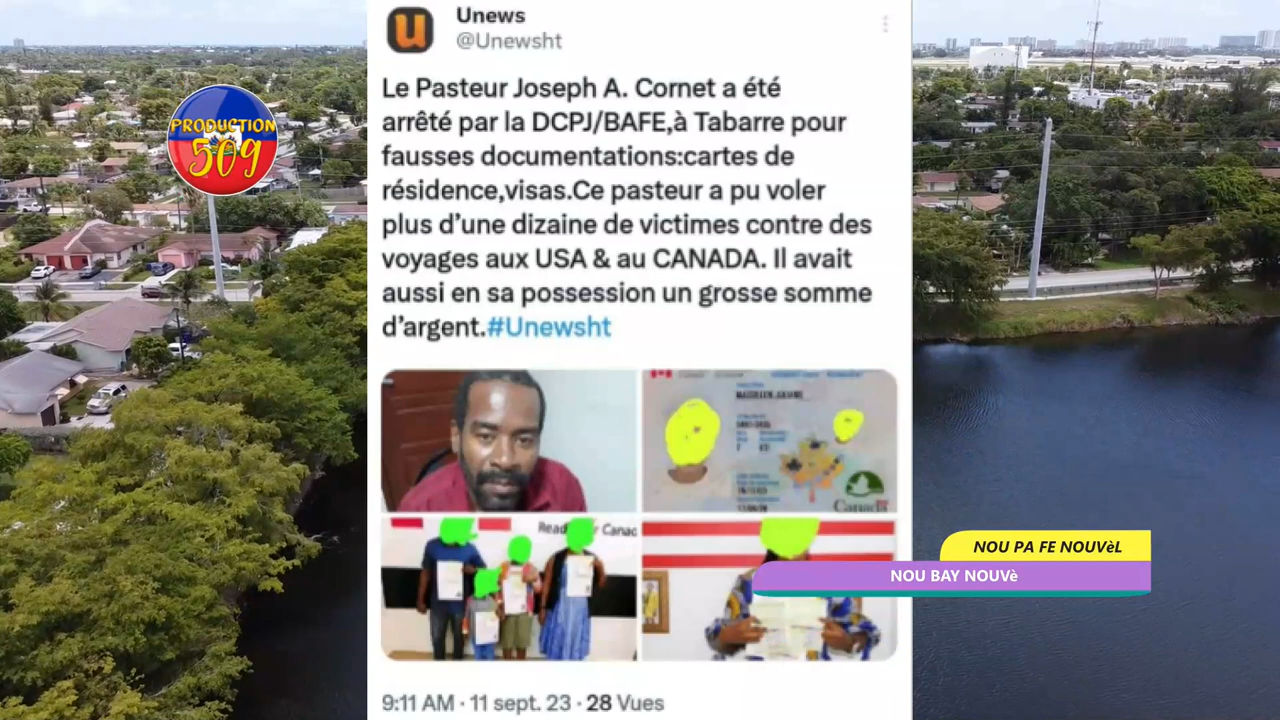 Unews
@Unewsht
Le Pasteur Joseph A. Cornet a été
arrêté par la DCPJ/BAFE,à Tabarre pour
fausses documentations:cartes de
résidence,visas.Ce pasteur a pu voler
plus d’une dizaine de victimes contre des
voyages aux USA & au CANADA. Il avait
aussi en sa possession un grosse somme
d’argent.#Unewsht
PRODUCTION
509
Canada
NOU PA FE NOUVèL
NOU BAY NOUVè
9:11 AM · 11 sept. 23 · 28 Vues